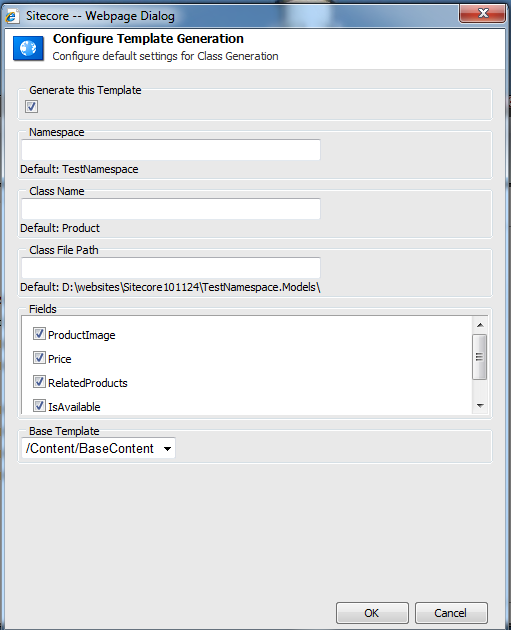 Sitecore -- Webpage Dialog
Configure Template Generation
Configure default settings for Class Generation
Generate this Template
Namespace
Default: TestNamespace
Class Name
Default: Product
Class File Path
Default: D:\websites\Sitecore101124\TestNamespace.Models\
Fields
ProductImage
Price
RelatedProducts
IsAvailable
Base Template
/Content/BaseContent
OK Cancel